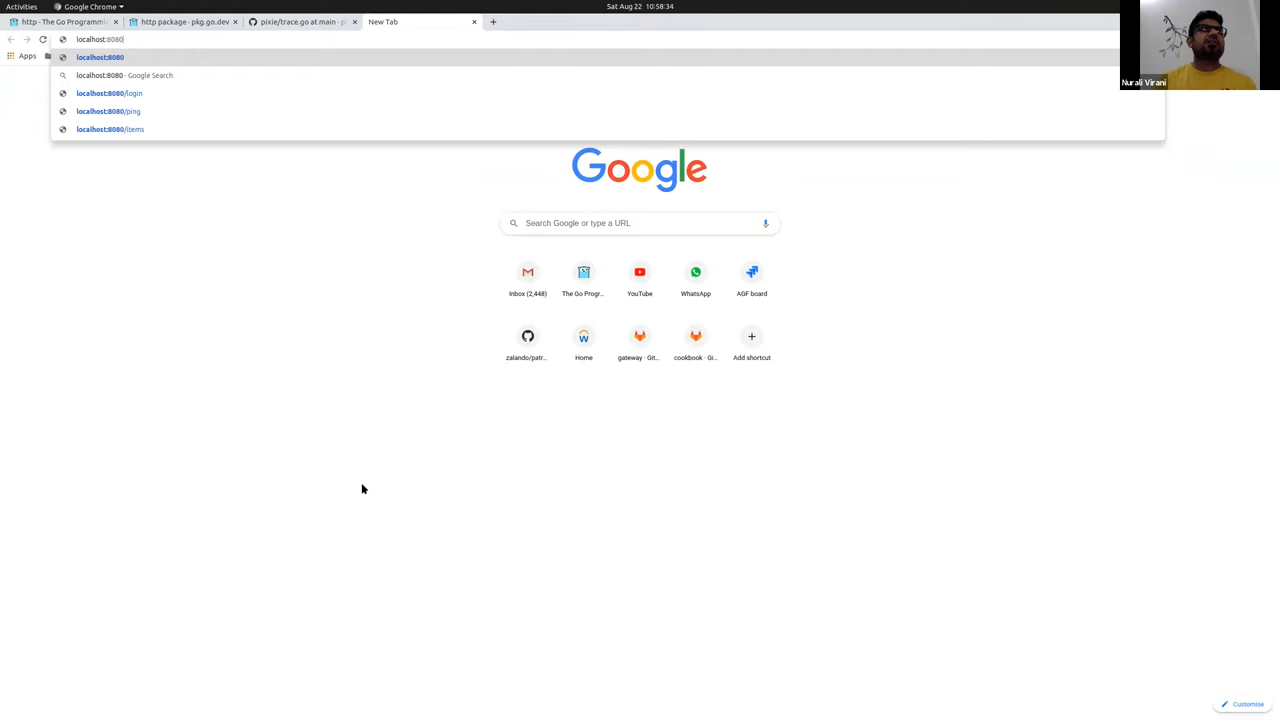 Activities
Google Chrome
Sat Aug 22 10:58:34
http - The Go Programmi
http package - pkg.go.dev
pixie/trace.go at main - p
New Tab
localhost:8080
Apps
localhost:8080
localhost:8080 - Google Search
localhost:8080/login
localhost:8080/ping
localhost:8080/items
Nurali Virani
Google
Search Google or type a URL
Inbox (2,448)
The Go Progr...
YouTube
WhatsApp
AGF board
zalando/patr...
Home
gateway · Git...
cookbook · Gi...
Add shortcut
Customise